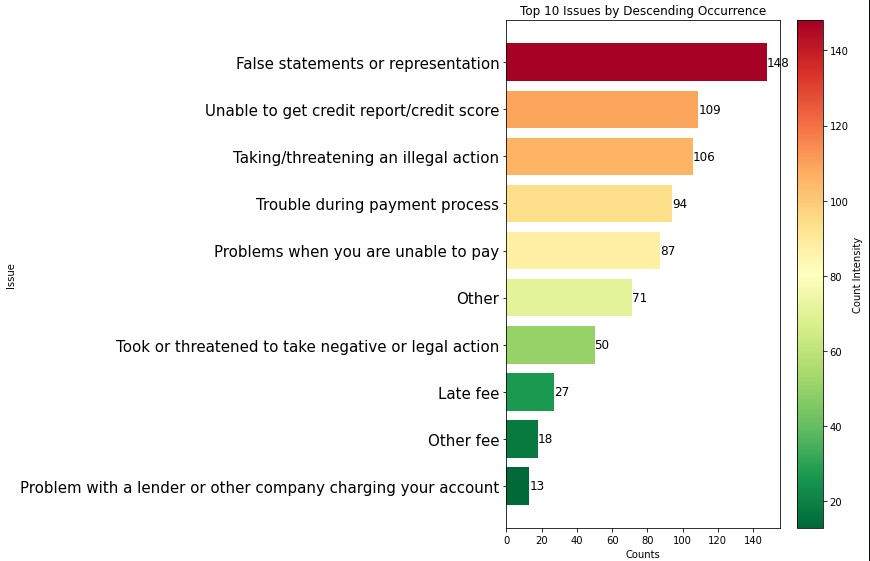 Top 10 Issues by Descending Occurrence
False statements or representation
148
Unable to get credit report/credit score
109
Taking/threatening an illegal action
106
Trouble during payment process
94
Problems when you are unable to pay
87
Other
71
Took or threatened to take negative or legal action
50
Late fee
27
Other fee
18
Problem with a lender or other company charging your account
13
Issue
0 20 40 60 80 100 120 140
Counts
140
120
100
80
60
40
20
Count Intensity